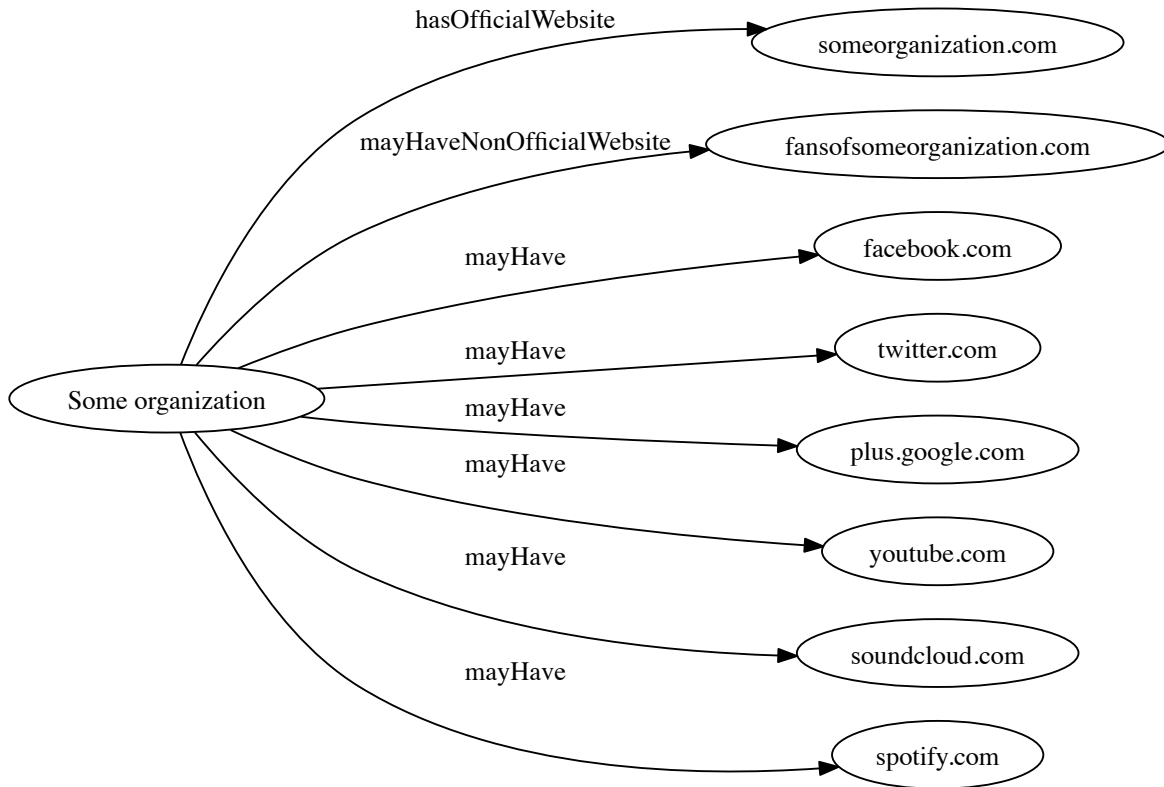 hasOfficialWebsite
someorganization.com
mayHaveNonOfficialWebsite
fansofsomeorganization.com
mayHave
facebook.com
mayHave
twitter.com
Some organization
mayHave
plus.google.com
mayHave
youtube.com
mayHave
soundcloud.com
mayHave
spotify.com